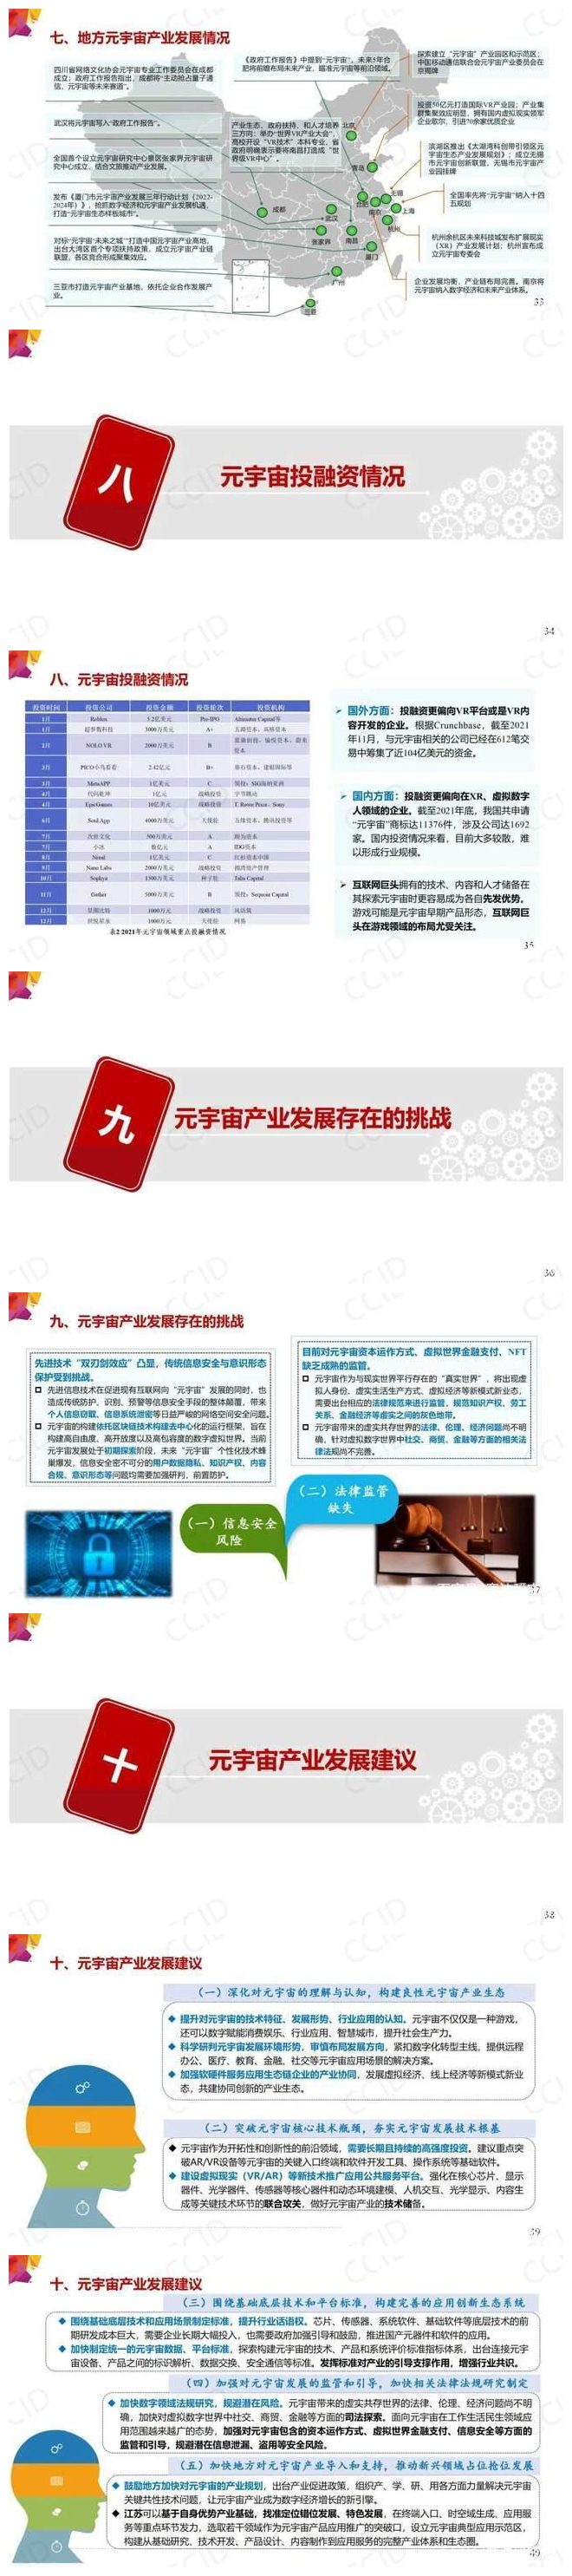 七、地方元宇宙产业发展情况
四川省网络文化协会元宇宙专业工作委员会在成都
成立；政府工作报告指出，成都将"主动抢占量子通
信、元宇宙等未来赛道"。
武汉将元宇宙写入"政府工作报告"。
全国首个设立元宇宙研究中心景区张家界元宇宙研
究中心成立，结合文旅推动产业发展。
发布《厦门市元宇宙产业发展三年行动计划（2022-
2024年）》，抢抓数字经济和元宇宙产业发展机遇，
打造"元宇宙生态样板城市"。
对标"元宇宙"未来之城"打造中国元宇宙产业高地，
出台大湾区首个专项扶持政策，成立元宇宙产业链
联盟，各区竞合形成聚集效应。
三亚市打造元宇宙产业基地，依托企业合作发展产
业。
《政府工作报告》中提到"元宇宙"。未来5年合
肥将前瞻布局未来产业，瞄准元宇宙等前沿领域。
产业生态、政府扶持、和人才培养
三方向：举办"世界VR产业大会"，
高校开设"VR技术"本科专业，省
政府明确表示要将南昌打造成"世
界级VR中心"。
探索建立"元宇宙"产业园区和示范区；
中国移动通信联合会元宇宙产业委员会在
京揭牌
投资50亿元打造国际VR产业园；产业集
群集聚效应明显，拥有国内虚拟现实领军
企业歌尔，引进70余家优质企业
滨湖区推出《太湖湾科创带引领区元
宇宙生态产业发展规划》；成立无锡
市元宇宙创新联盟，无锡市元宇宙产
业园挂牌
全国率先将"元宇宙"纳入十四
五规划
杭州余杭区未来科技城发布扩展现实
（XR）产业发展计划；杭州宣布成
立元宇宙专委会
企业发展均衡，产业链布局完善。南京将
元宇宙纳入数字经济和未来产业体系。
北京
青岛
无锡
合肥
南京
上海
成都
武汉
杭州
张家界
南昌
厦门
广州
三亚
33
八
元宇宙投融资情况
34
八、元宇宙投融资情况
投资时间 投资公司 投资金额 投资轮次 投资机构
1月 Roblox 5.2亿美元 Pre-IPO Altimeter Capital等
1月 超参数科技 3000万美元 A+ 五源资本、高榕资本
2月 NOLO VR 2000万美元 B
3月 PICO小鸟看看 2.42亿元 B+
3月 MetaAPP 1亿美元 C 领投：SIG海纳亚洲
4月 代码乾坤 1亿元 战略投资 字节跳动
4月 EpicGames 10亿美元 战略投资 T. Rowe Price、Sony
6月 Soul App 4000万美元 天使轮
7月 次世文化 500万美元 A 顺为资本
7月 小冰 数亿元 A IDG资本
8月 Nreal 1亿美元 C 红杉资本中国
9月 Nano Labs 2000万美元 战略投资
10月 Sophya 1500万美元 种子轮 Talis Capital
11月 Gather 5000万美元 B 领投：Sequoia Capital
12月 1000万元 战略投资 风语筑
12月 1000万元 天使轮 网易
表2 2021年元宇宙领域重点投融资情况
➢ 国外方面：投融资更偏向VR平台或是VR内
容开发的企业。根据Crunchbase，截至2021
年11月，与元宇宙相关的公司已经在612笔交
易中筹集了近104亿美元的资金。
➢ 国内方面：投融资更偏向在XR、虚拟数字
人领域的企业。截至2021年底，我国共申请
"元宇宙"商标达11376件，涉及公司达1692
家。国内投资情况来看，目前大多较散，难
以形成行业规模。
➢ 互联网巨头拥有的技术、内容和人才储备在
其探索元宇宙时更容易成为各自先发优势。
游戏可能是元宇宙早期产品形态，互联网巨
头在游戏领域的布局尤受关注。
35
九
元宇宙产业发展存在的挑战
36
九、元宇宙产业发展存在的挑战
先进技术"双刃剑效应"凸显，传统信息安全与意识形态
保护受到挑战。
先进信息技术在促进现有互联网向"元宇宙"发展的同时，也
造成传统防护、识别、预警等信息安全手段的整体颠覆，带来
个人信息窃取、信息系统泄密等日益严峻的网络空间安全问题。
元宇宙的构建依托区块链技术构建去中心化的运行框架，旨在
构建高自由度、高开放度以及高包容度的数字虚拟世界。当前
元宇宙发展处于初期探索阶段，未来"元宇宙"个性化技术蜂
巢爆发，信息安全密不可分的用户数据隐私、知识产权、内容
合规、意识形态等问题均需要加强研判，前置防护。
目前对元宇宙资本运作方式、虚拟世界金融支付、NFT
缺乏成熟的监管。
元宇宙作为与现实世界平行存在的"真实世界"，将出现虚
拟人身份、虚实生活生产方式、虚拟经济等新模式新业态，
需要出台相应的法律规范来进行监管，规范知识产权、劳工
关系、金融经济等虚实之间的灰色地带。
元宇宙带来的虚实共存世界的法律、伦理、经济问题尚不明
确，针对虚拟数字世界中社交、商贸、金融等方面的相关法
律法规尚不完善。
（一）信息安全
风险
（二）法律监管
缺失
37
十
元宇宙产业发展建议
38
十、元宇宙产业发展建议
（一）深化对元宇宙的理解与认知，构建良性元宇宙产业生态
◆ 提升对元宇宙的技术特征、发展形势、行业应用的认知。元宇宙不仅仅是一种游戏，
还可以数字赋能消费娱乐、行业应用、智慧城市，提升社会生产力。
◆ 科学研判元宇宙发展环境形势，审慎布局发展方向，紧扣数字化转型主线，提供远程
办公、医疗、教育、金融、社交等元宇宙应用场景的解决方案。
◆ 加强软硬件服务应用生态链企业的产业协同，发展虚拟经济、线上经济等新模式新业
态，共建协同创新的产业生态。
（二）突破元宇宙核心技术瓶颈，夯实元宇宙发展技术根基
◆ 元宇宙作为开拓性和创新性的前沿领域，需要长期且持续的高强度投资。建议重点突
破AR/VR设备等元宇宙的关键入口终端和软件开发工具、操作系统等基础软件。
◆ 建设虚拟现实（VR/AR）等新技术推广应用公共服务平台。强化在核心芯片、显示
器件、光学器件、传感器等核心器件和动态环境建模、人机交互、光学显示、内容生
成等关键技术环节的联合攻关，做好元宇宙产业的技术储备。
39
十、元宇宙产业发展建议
（三）围绕基础底层技术和平台标准，构建完善的应用创新生态系统
◆ 围绕基础底层技术和应用场景制定标准，提升行业话语权。芯片、传感器、系统软件、基础软件等底层技术的前
期研发成本巨大，需要企业长期大幅投入，也需要政府加强引导和鼓励，推进国产元器件和软件的应用。
◆ 加快制定统一的元宇宙数据、平台标准，探索构建元宇宙的技术、产品和系统评价标准指标体系，出台连接元宇
宙设备、产品之间的标识解析、数据交换、安全通信等标准。发挥标准对产业的引导支撑作用，增强行业共识。
（四）加强对元宇宙发展的监管和引导，加快相关法律法规研究制定
◆ 加快数字领域法规研究，规避潜在风险。元宇宙带来的虚实共存世界的法律、伦理、经济问题尚不明
确，加快对虚拟数字世界中社交、商贸、金融等方面的司法探索。面向元宇宙在工作生活民生领域应
用范围越来越广的态势，加强对元宇宙包含的资本运作方式、虚拟世界金融支付、信息安全等方面的
监管和引导，规避潜在信息泄漏、盗用等安全风险。
（五）加快地方对元宇宙产业导入和支持，推动新兴领域占位抢位发展
◆ 鼓励地方加快对元宇宙的产业规划，出台产业促进政策，组织产、学、研、用各方面力量解决元宇宙
关键共性技术问题，让元宇宙产业成为数字经济增长的新引擎。
◆ 江苏可以基于自身优势产业基础，找准定位错位发展、特色发展，在终端入口、时空域生成、应用服
务等重点环节发力，选取若干领域作为元宇宙产品应用推广的突破口，设立元宇宙典型应用示范区，
构建从基础研究、技术开发、产品设计、内容制作到应用服务的完整产业体系和生态圈。
40